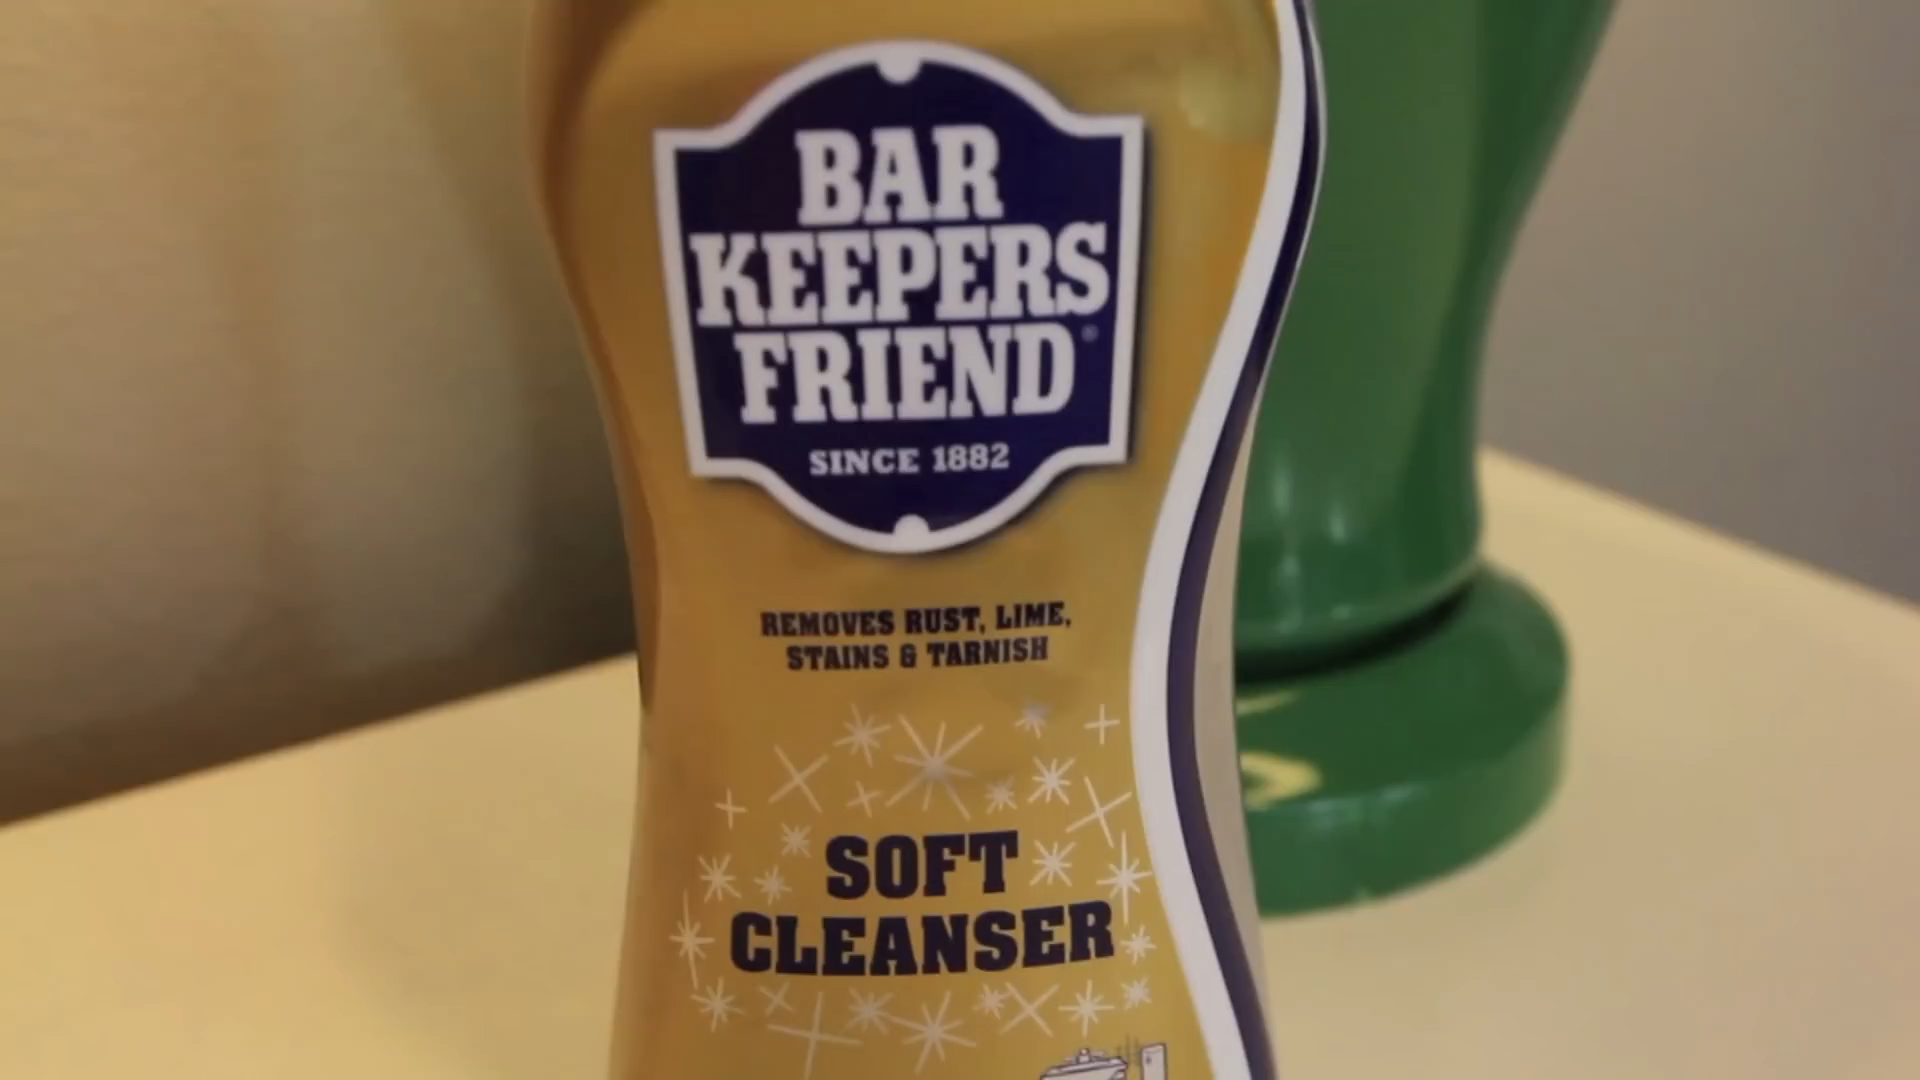 BAR
KEEPERS
FRIEND®
SINCE 1882
REMOVES RUST, LIME,
STAINS & TARNISH
SOFT
CLEANSER